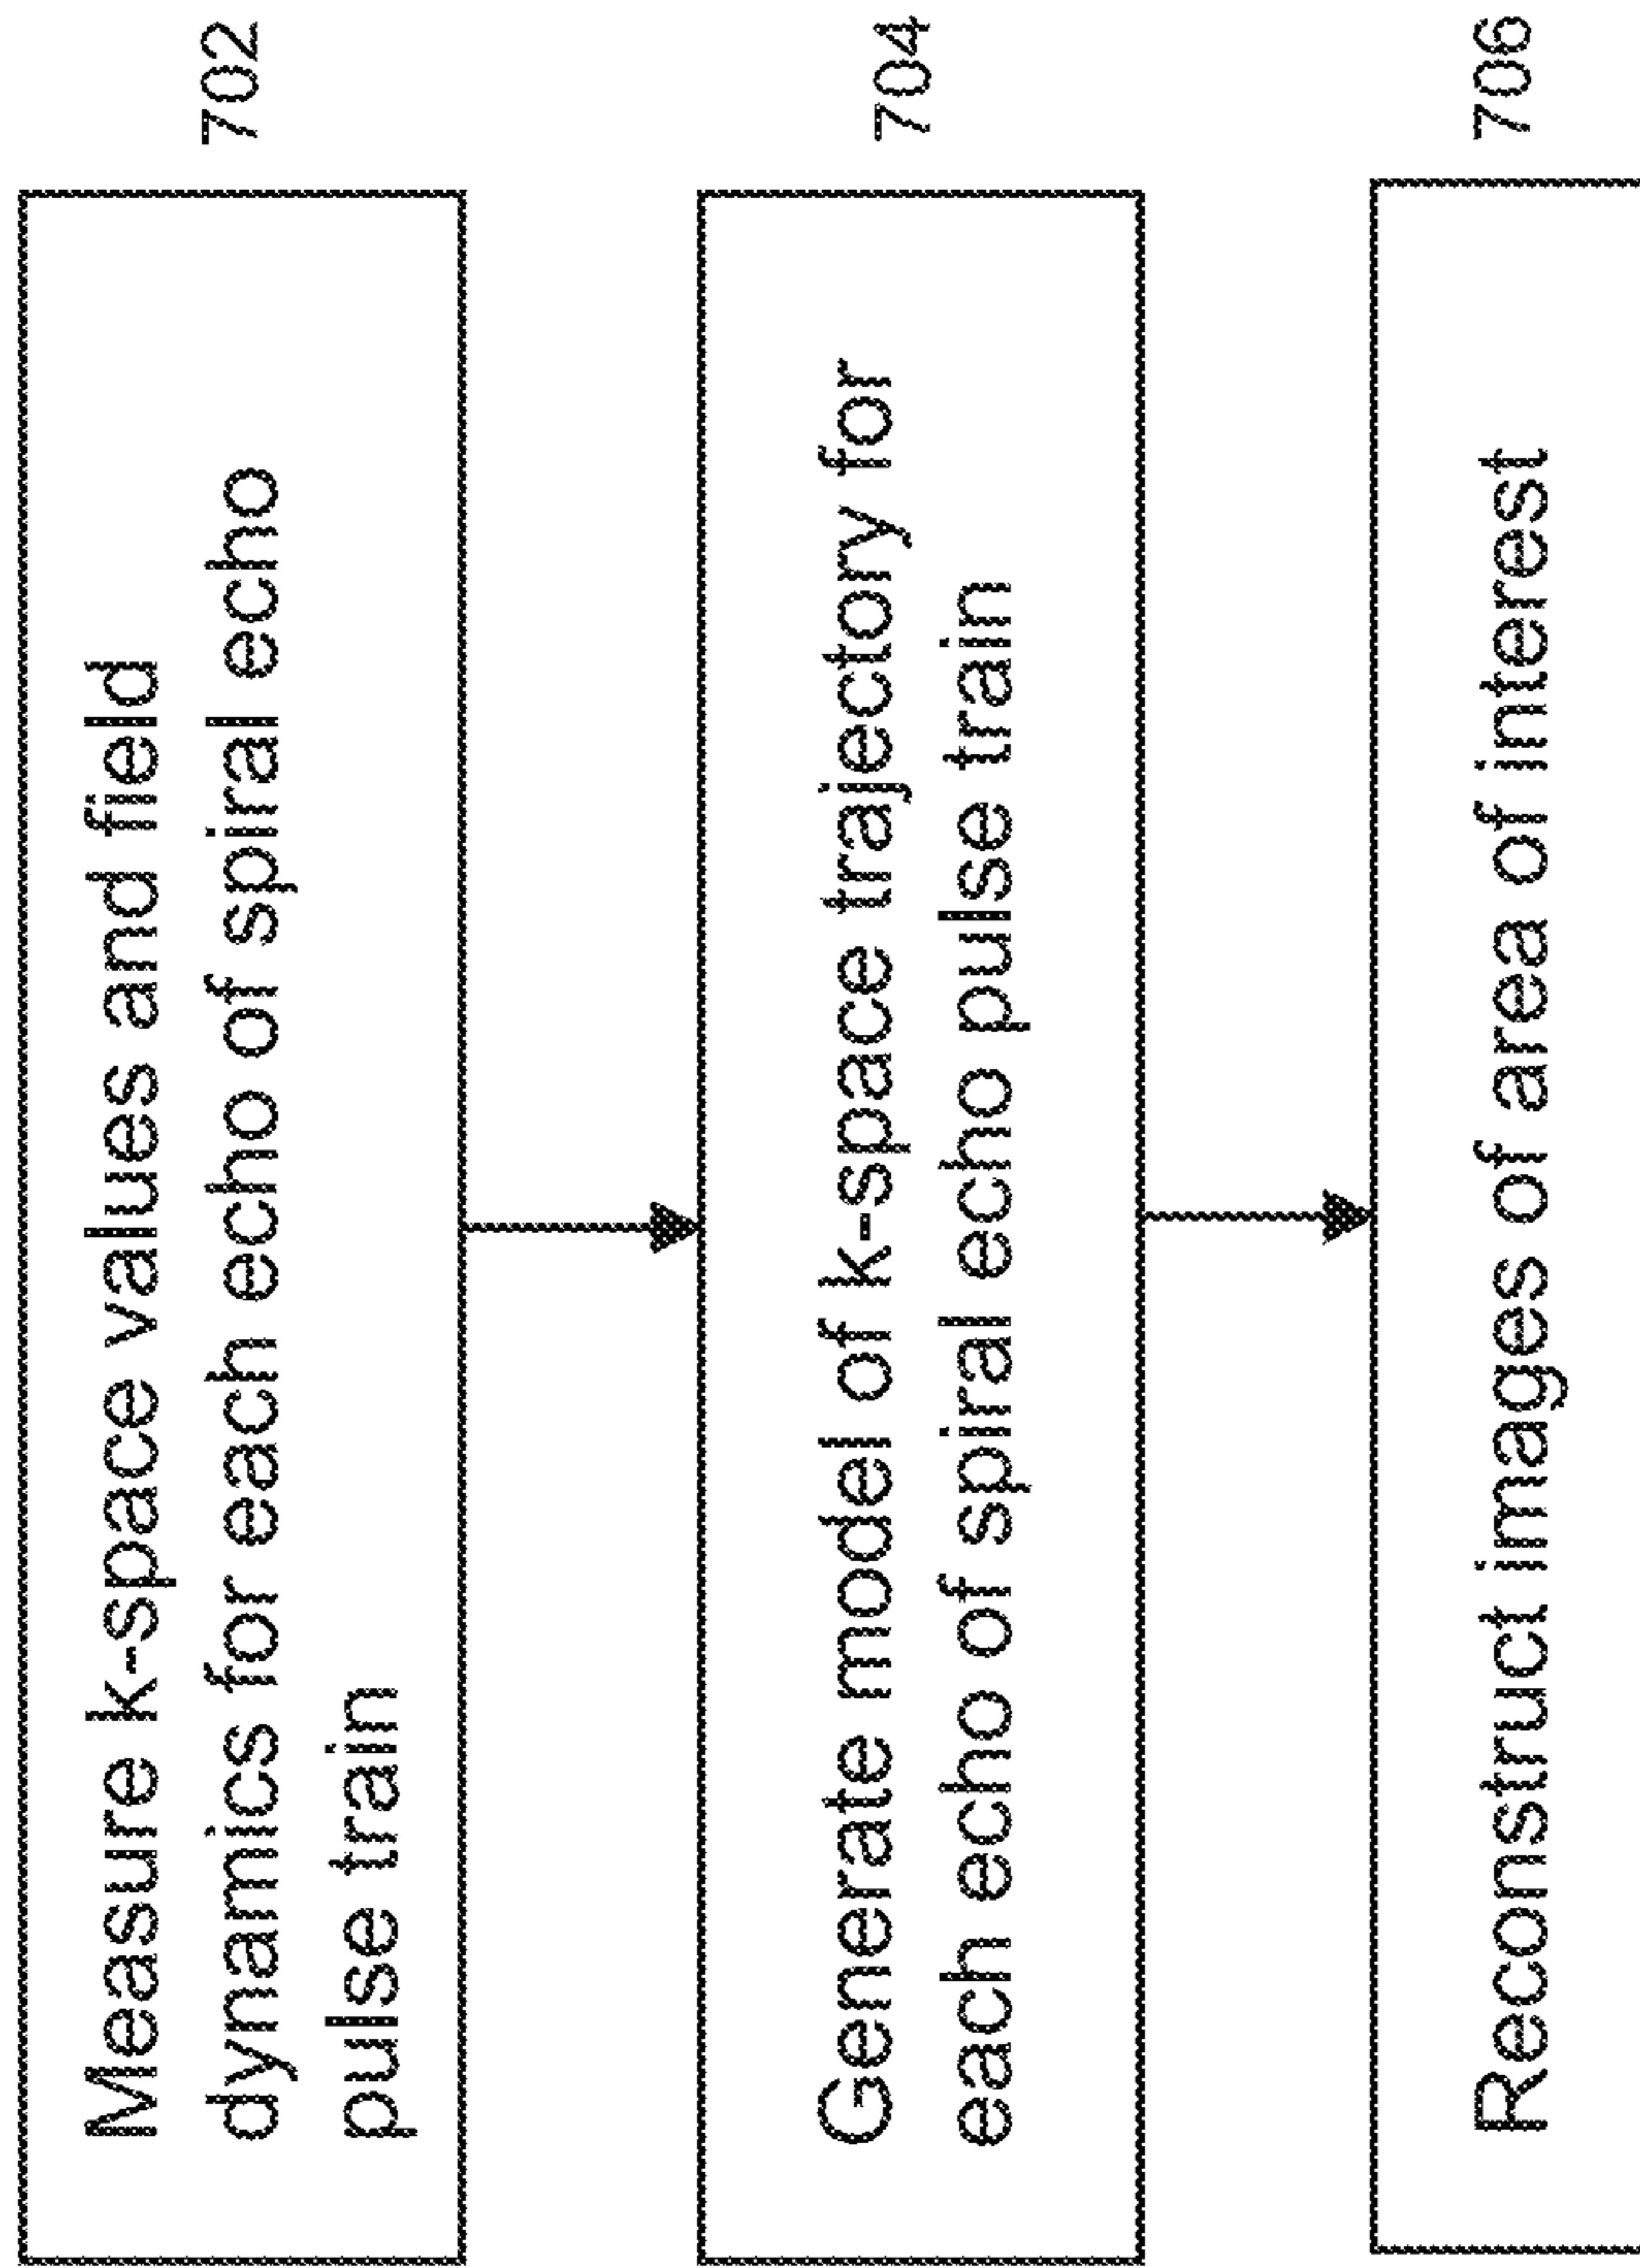 Measure k-space values and field
dynamics for each echo of spiral echo
pulse train
702
Generate model of k-space trajectory for
each echo of spiral echo pulse train
704
Reconstruct images of area of interest
706